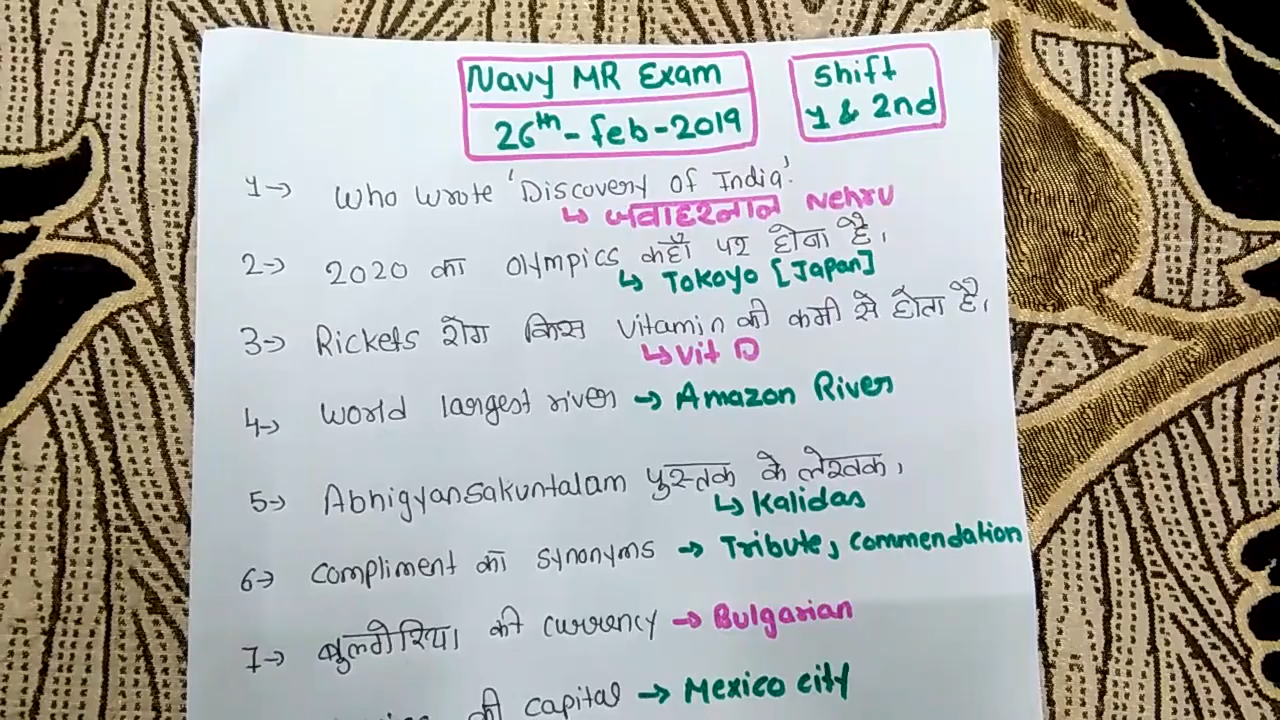 Navy MR Exam
26th-feb-2019
Shift
1 & 2nd
1-> Who Wrote 'Discovery Of India'.
↳ जवाहरलाल Nehru
2-> 2020 का Olympics कहाँ पर होना है।
↳ Tokoyo [Japan]
3-> Rickets रोग किस Vitamin की कमी से होता है।
↳ Vit D
4-> World largest river -> Amazon River
5-> Abhigyansakuntalam पुस्तक के लेखक।
↳ Kalidas
6-> Compliment का Synonyms -> Tribute, Commendation
7-> बुल्गेरिया की currency -> Bulgarian
की capital -> Mexico city